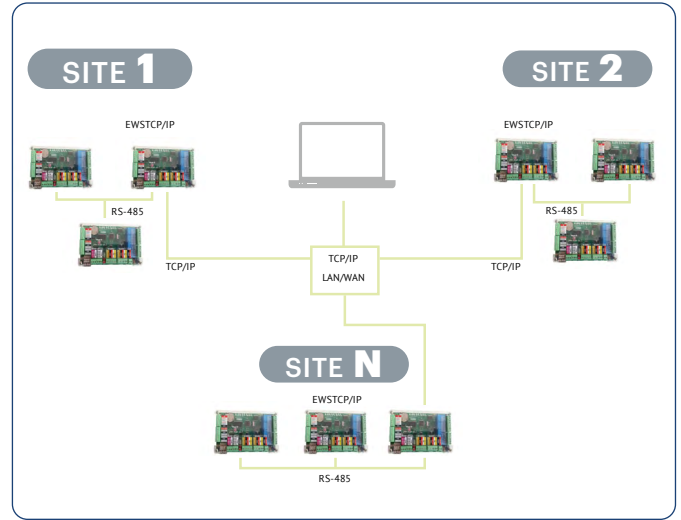 SITE 1
SITE 2
EWSTCP/IP
EWSTCP/IP
RS-485
RS-485
TCP/IP
TCP/IP
TCP/IP
LAN/WAN
SITE N
EWSTCP/IP
RS-485